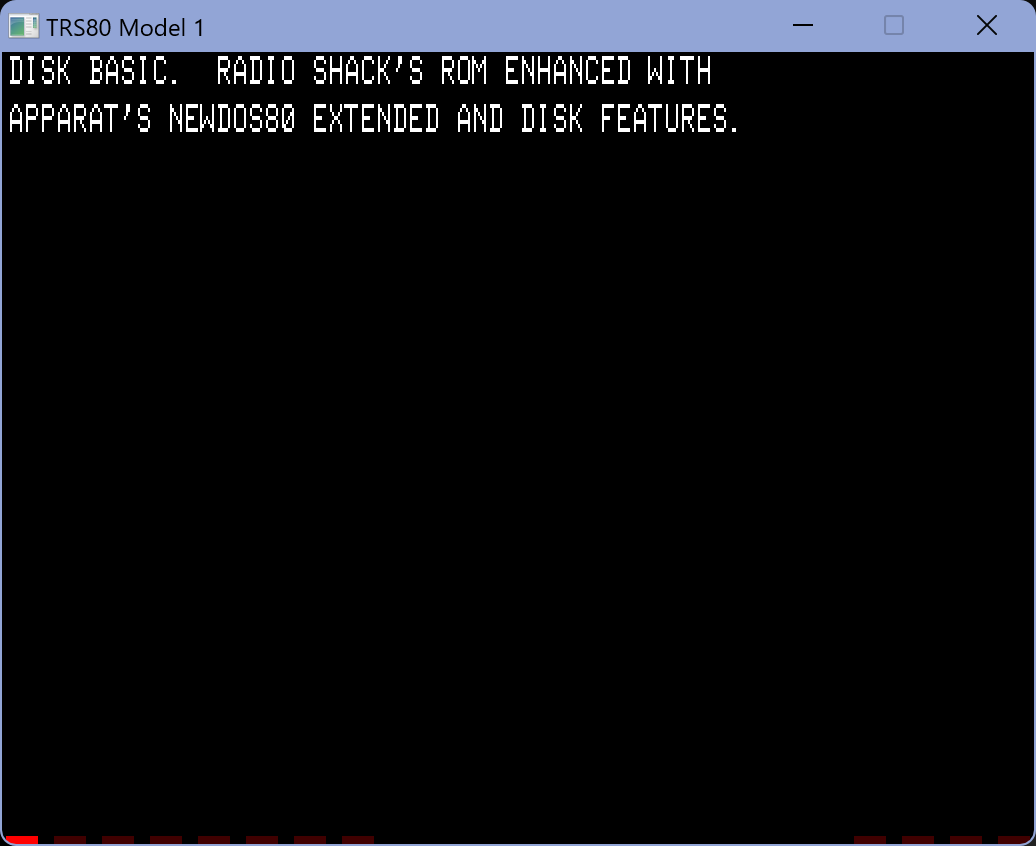 TRS80 Model 1
DISK BASIC.  RADIO SHACK'S ROM ENHANCED WITH
APPARAT'S NEWDOS80 EXTENDED AND DISK FEATURES.